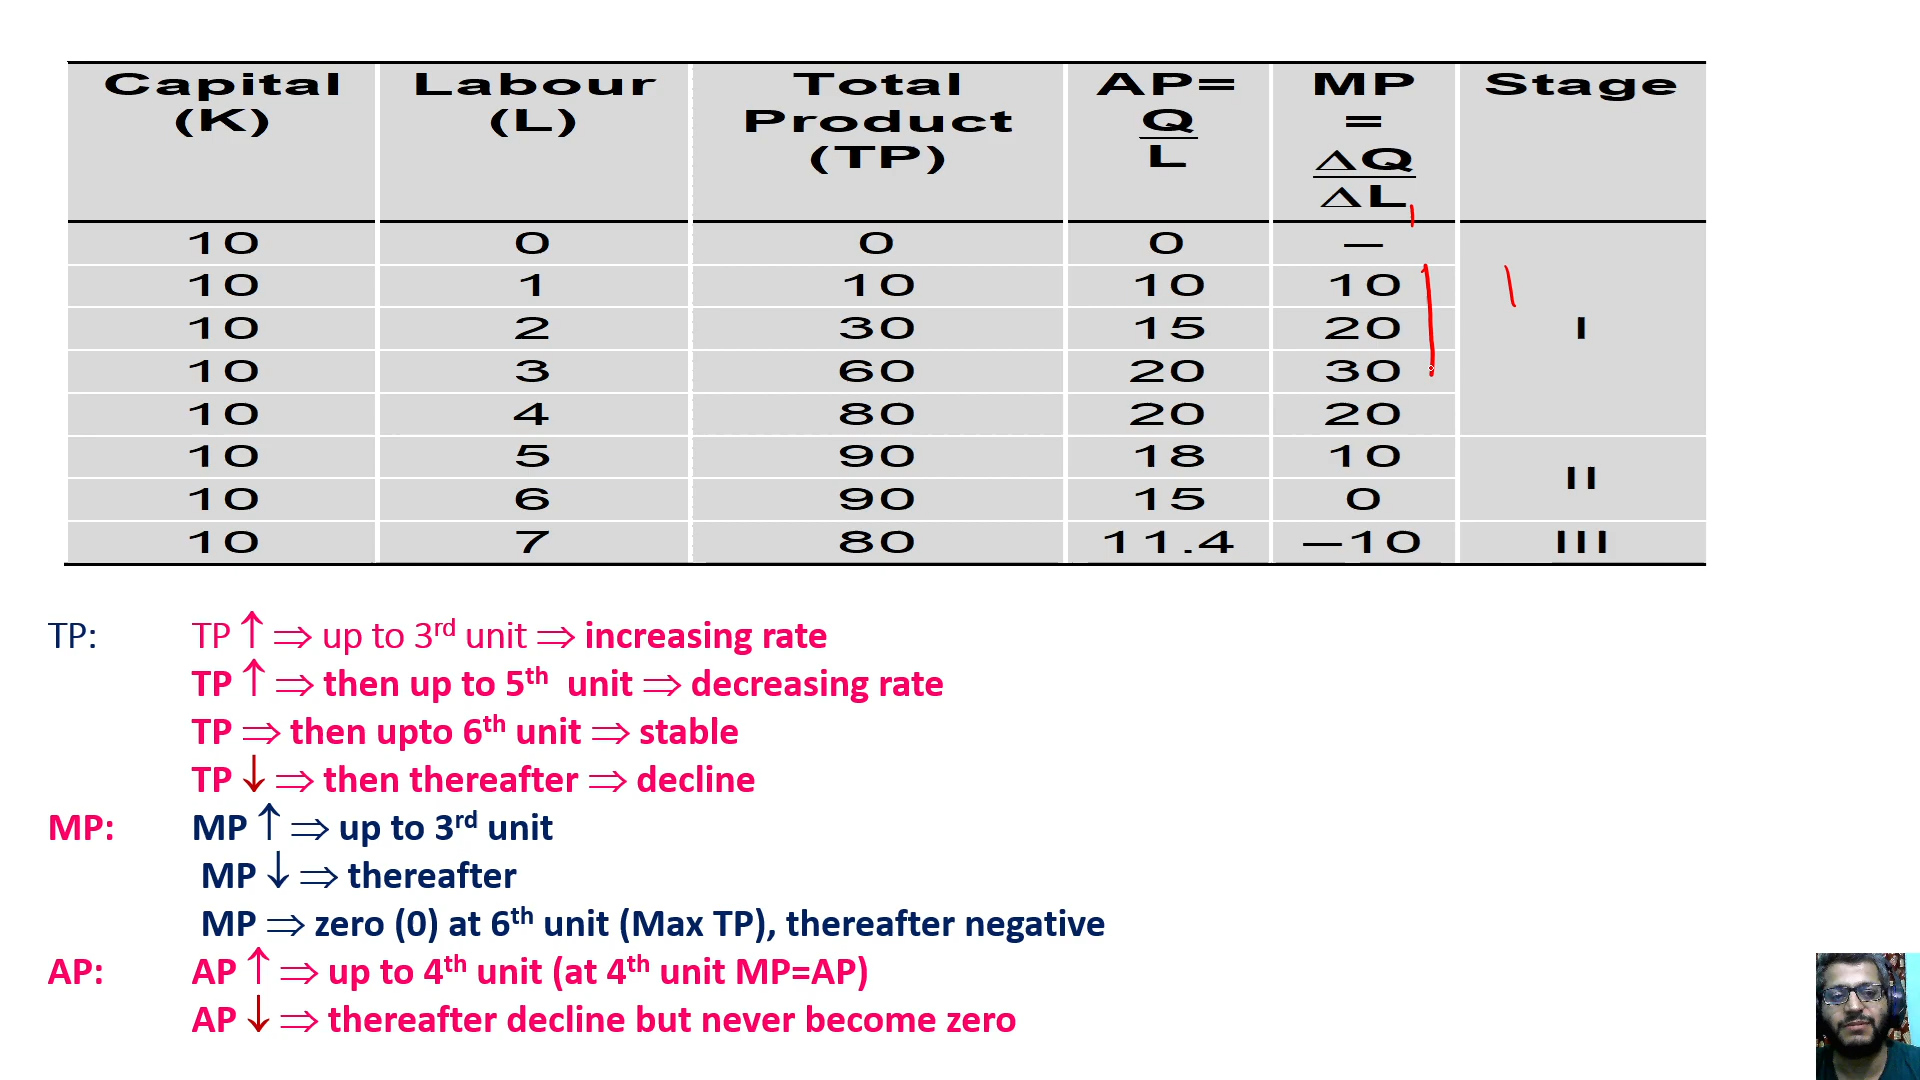 Capital (K) Labour (L) Total Product (TP) AP= Q/L MP = ΔQ/ΔL Stage
10 0 0 0 –
10 1 10 10 10
10 2 30 15 20 I
10 3 60 20 30
10 4 80 20 20
10 5 90 18 10 II
10 6 90 15 0
10 7 80 11.4 –10 III
TP: TP ↑ ⇒ up to 3rd unit ⇒ increasing rate
TP ↑ ⇒ then up to 5th unit ⇒ decreasing rate
TP ⇒ then upto 6th unit ⇒ stable
TP ↓ ⇒ then thereafter ⇒ decline
MP: MP ↑ ⇒ up to 3rd unit
MP ↓ ⇒ thereafter
MP ⇒ zero (0) at 6th unit (Max TP), thereafter negative
AP: AP ↑ ⇒ up to 4th unit (at 4th unit MP=AP)
AP ↓ ⇒ thereafter decline but never become zero